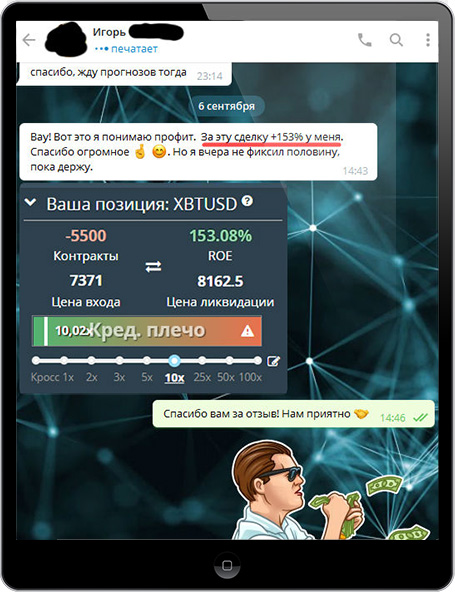 Игорь
печатает
спасибо, жду прогнозов тогда
23:14
6 сентября
Вау! Вот это я понимаю профит. За эту сделку +153% у меня.
Спасибо огромное ☝️ 😊. Но я вчера не фиксил половину,
пока держу.
14:43
Ваша позиция: XBTUSD ?
-5500 153.08%
Контракты ROE
7371 8162.5
Цена входа Цена ликвидации
10,02x Кред. плечо
Кросс 1x 2x 3x 5x 10x 25x 50x 100x
Спасибо вам за отзыв! Нам приятно 🤝
14:46